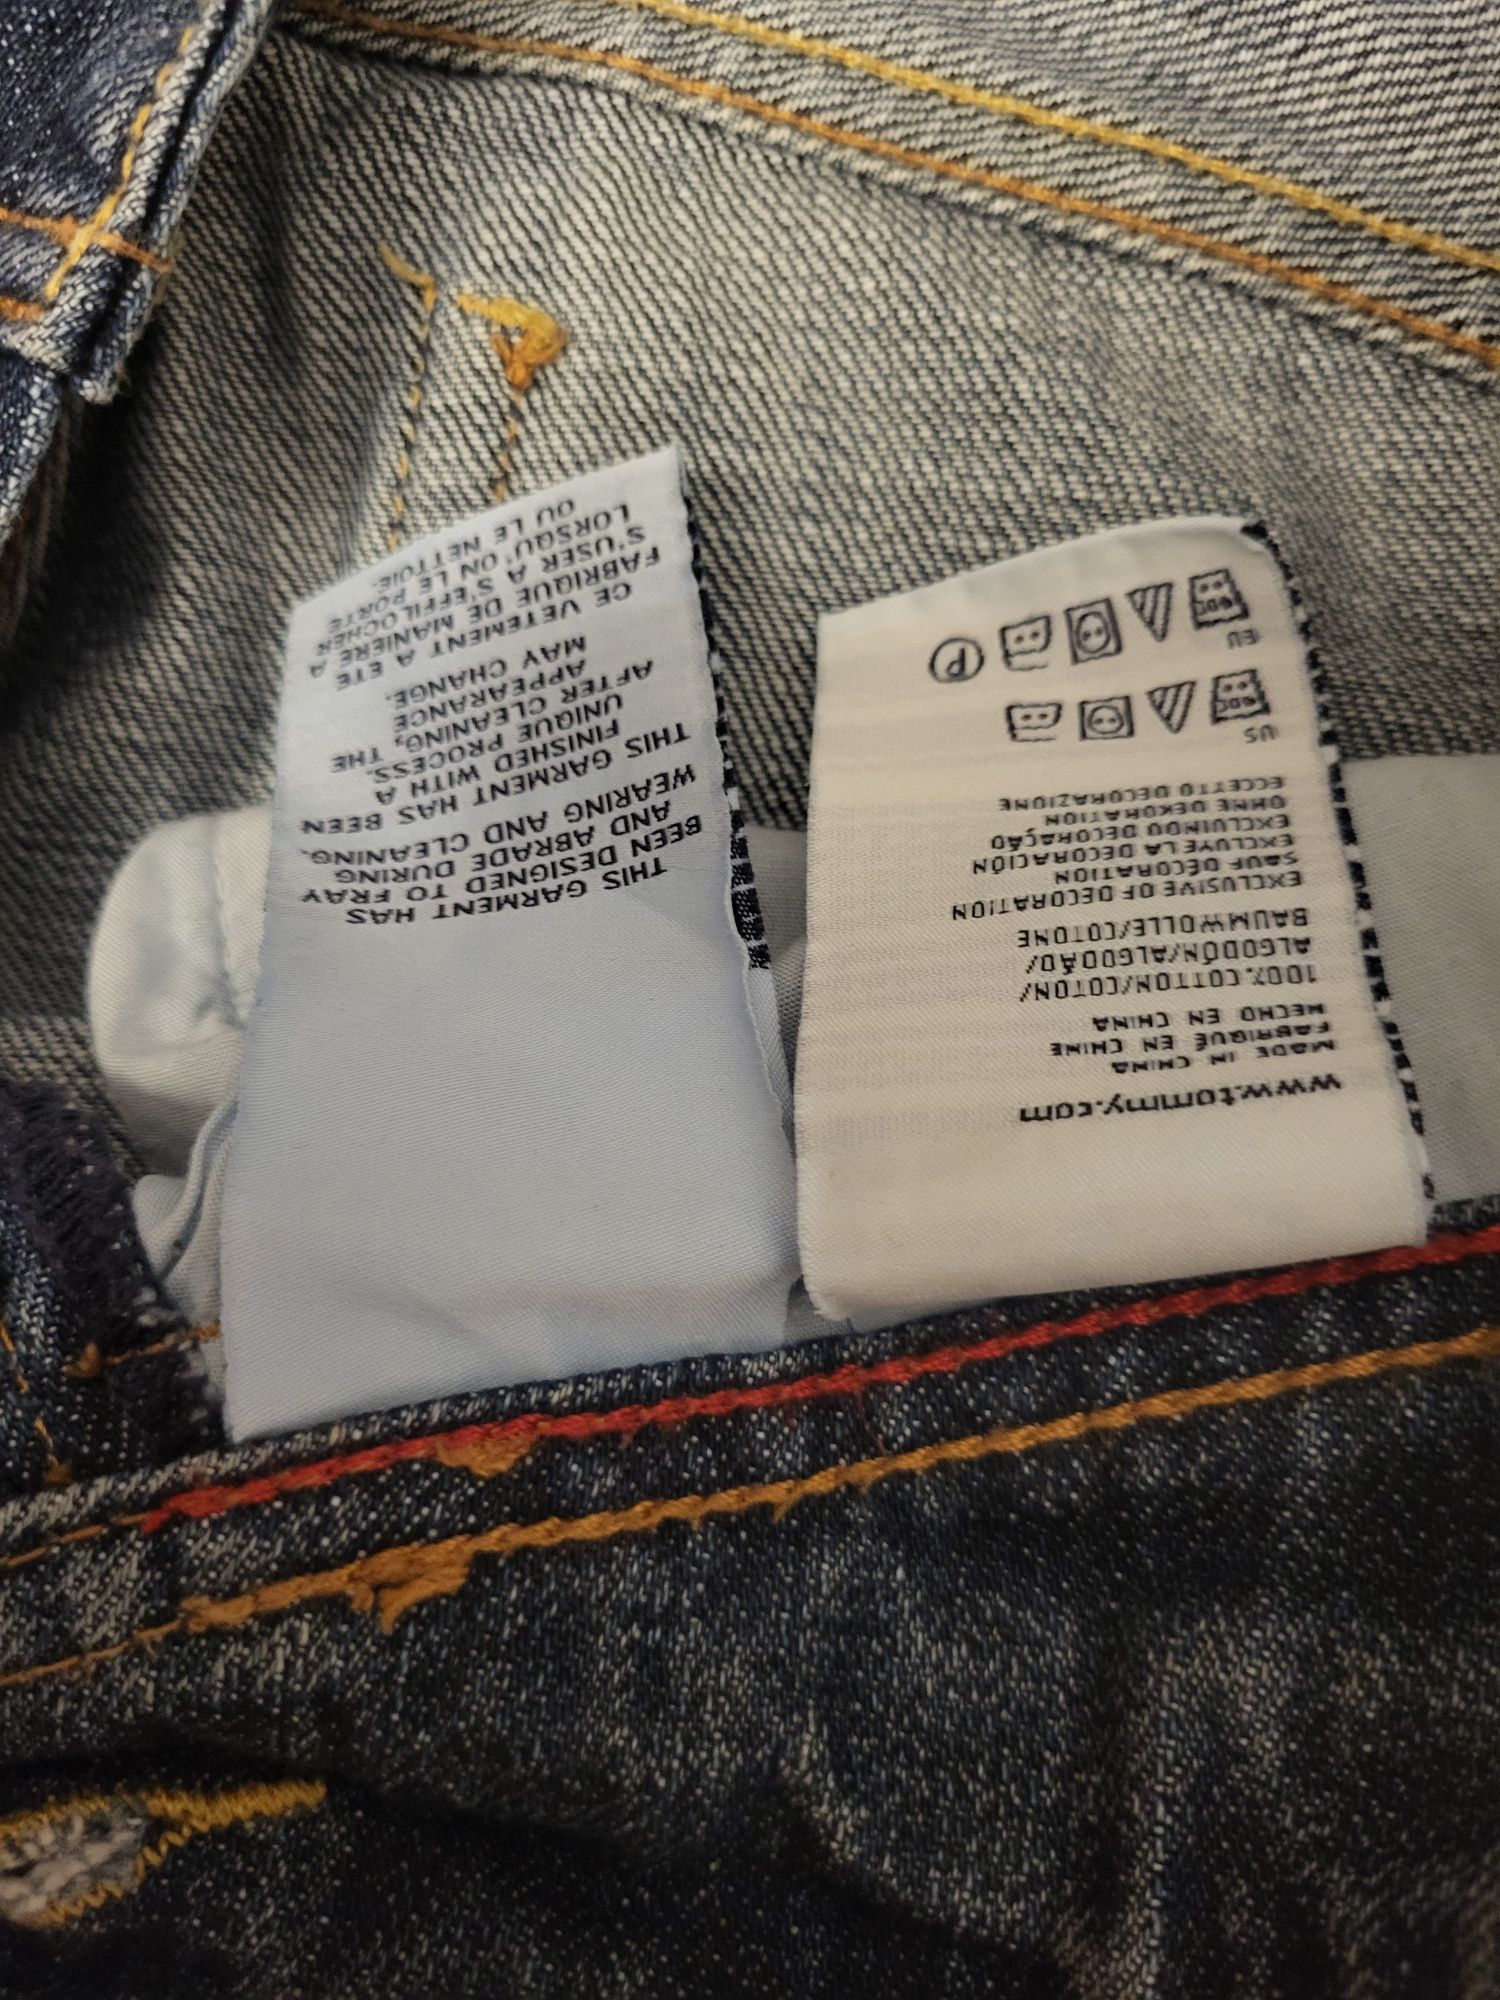 THIS GARMENT HAS
BEEN DESIGNED TO FRAY
AND ABRADE DURING
WEARING AND CLEANING.
THIS GARMENT HAS BEEN
FINISHED WITH A
UNIQUE PROCESS.
AFTER CLEANING, THE
APPEARANCE
MAY CHANGE.
CE VETEMENT A ETE
FABRIQUE DE MANIERE A
S'USER A S'EFFILOCHER
LORSQU'ON LE PORTE
OU LE NETTOIE.
www.tommy.com
MADE IN CHINA
FABRIQUÉ EN CHINE
HECHO EN CHINA
100% COTTON/COTON/
ALGODÓN/ALGODÃO/
BAUMWOLLE/COTONE
EXCLUSIVE OF DECORATION
SAUF DÉCORATION
EXCLUYE LA DECORACIÓN
EXCLUINDO DECORAÇÃO
OHNE DEKORATION
ECCETTO DECORAZIONE
US
EU
P